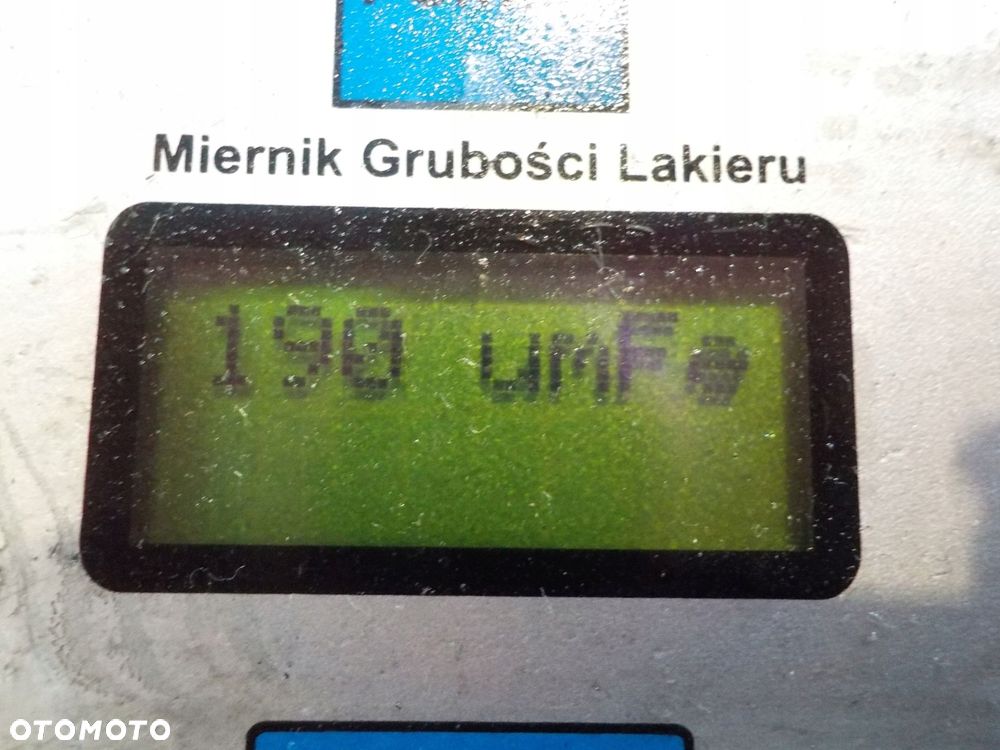 Miernik Grubości Lakieru
190 umFe
OTOMOTO